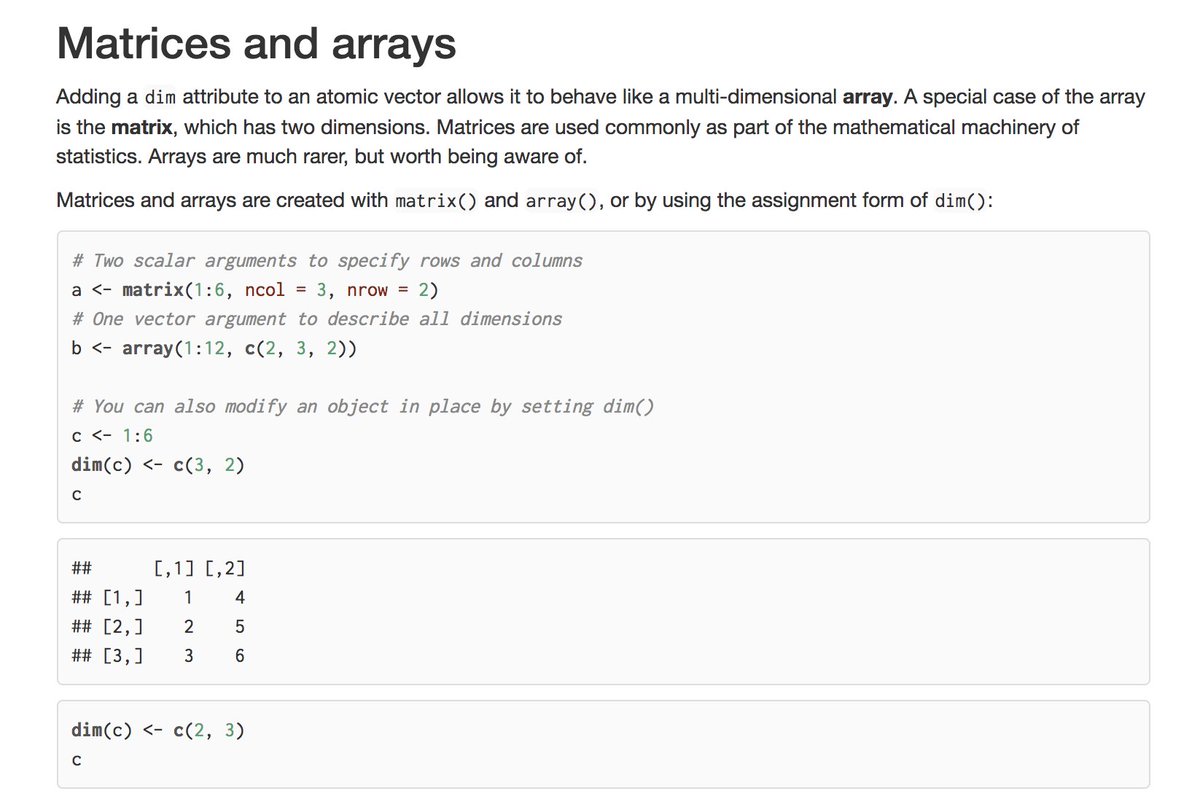 Matrices and arrays
Adding a dim attribute to an atomic vector allows it to behave like a multi-dimensional array. A special case of the array
is the matrix, which has two dimensions. Matrices are used commonly as part of the mathematical machinery of
statistics. Arrays are much rarer, but worth being aware of.
Matrices and arrays are created with matrix() and array(), or by using the assignment form of dim():
# Two scalar arguments to specify rows and columns
a <- matrix(1:6, ncol = 3, nrow = 2)
# One vector argument to describe all dimensions
b <- array(1:12, c(2, 3, 2))
# You can also modify an object in place by setting dim()
c <- 1:6
dim(c) <- c(3, 2)
c
##      [,1] [,2]
## [1,]    1    4
## [2,]    2    5
## [3,]    3    6
dim(c) <- c(2, 3)
c